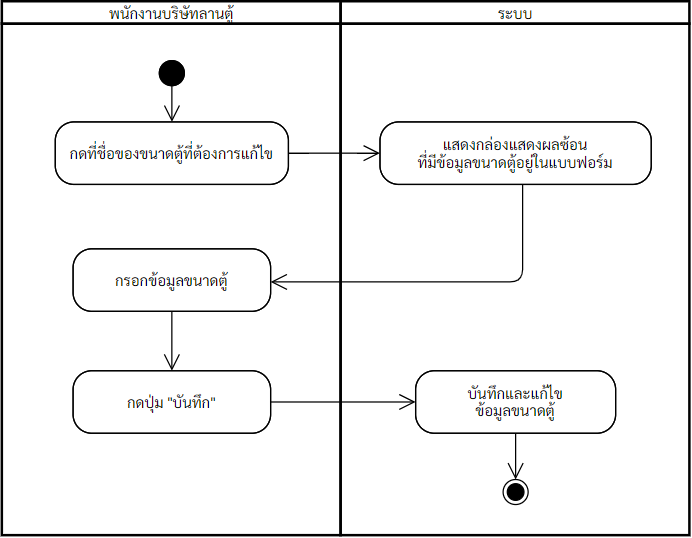 พนักงานบริษัทลานตู้
ระบบ
กดที่ชื่อของขนาดตู้ที่ต้องการแก้ไข
แสดงกล่องแสดงผลซ้อน
ที่มีข้อมูลขนาดตู้อยู่ในแบบฟอร์ม
กรอกข้อมูลขนาดตู้
กดปุ่ม "บันทึก"
บันทึกและแก้ไข
ข้อมูลขนาดตู้